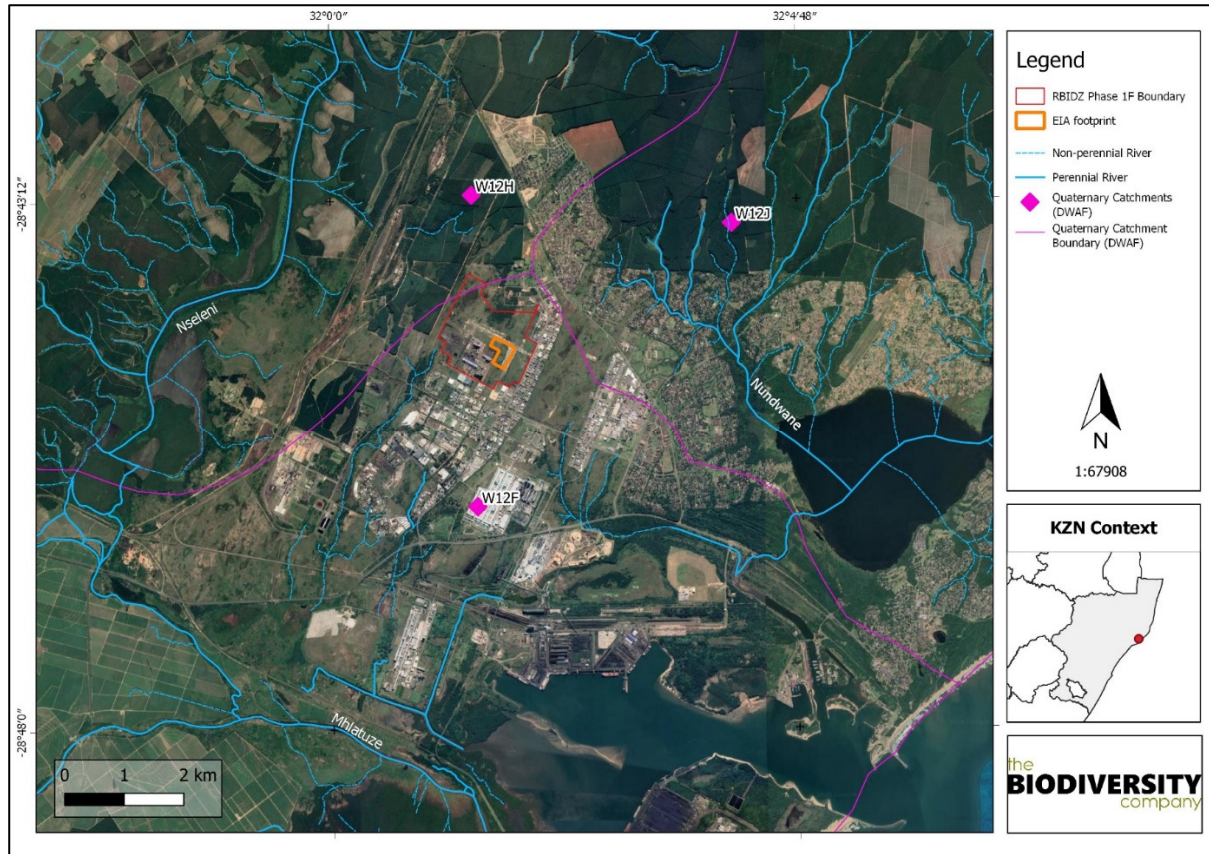 32°0′0″
32°4′48″
-28°43′12″
-28°48′0″
W12H
W12J
Nseleni
Nundwane
W12F
Mhlatuze
0 1 2 km
Legend
RBIDZ Phase 1F Boundary
EIA footprint
Non-perennial River
Perennial River
Quaternary Catchments
(DWAF)
Quaternary Catchment
Boundary (DWAF)
N
1:67908
KZN Context
the
BIODIVERSITY
company